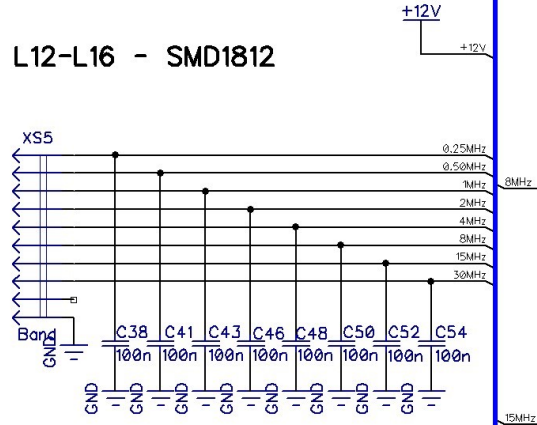 +12V
+12V
L12-L16 - SMD1812
XS5
0.25MHz
0.50MHz
1MHz
8MHz
2MHz
4MHz
8MHz
15MHz
30MHz
Band
C38 C41 C43 C46 C48 C50 C52 C54
100n 100n 100n 100n 100n 100n 100n 100n
GND
GND GND GND GND GND GND GND GND
15MHz